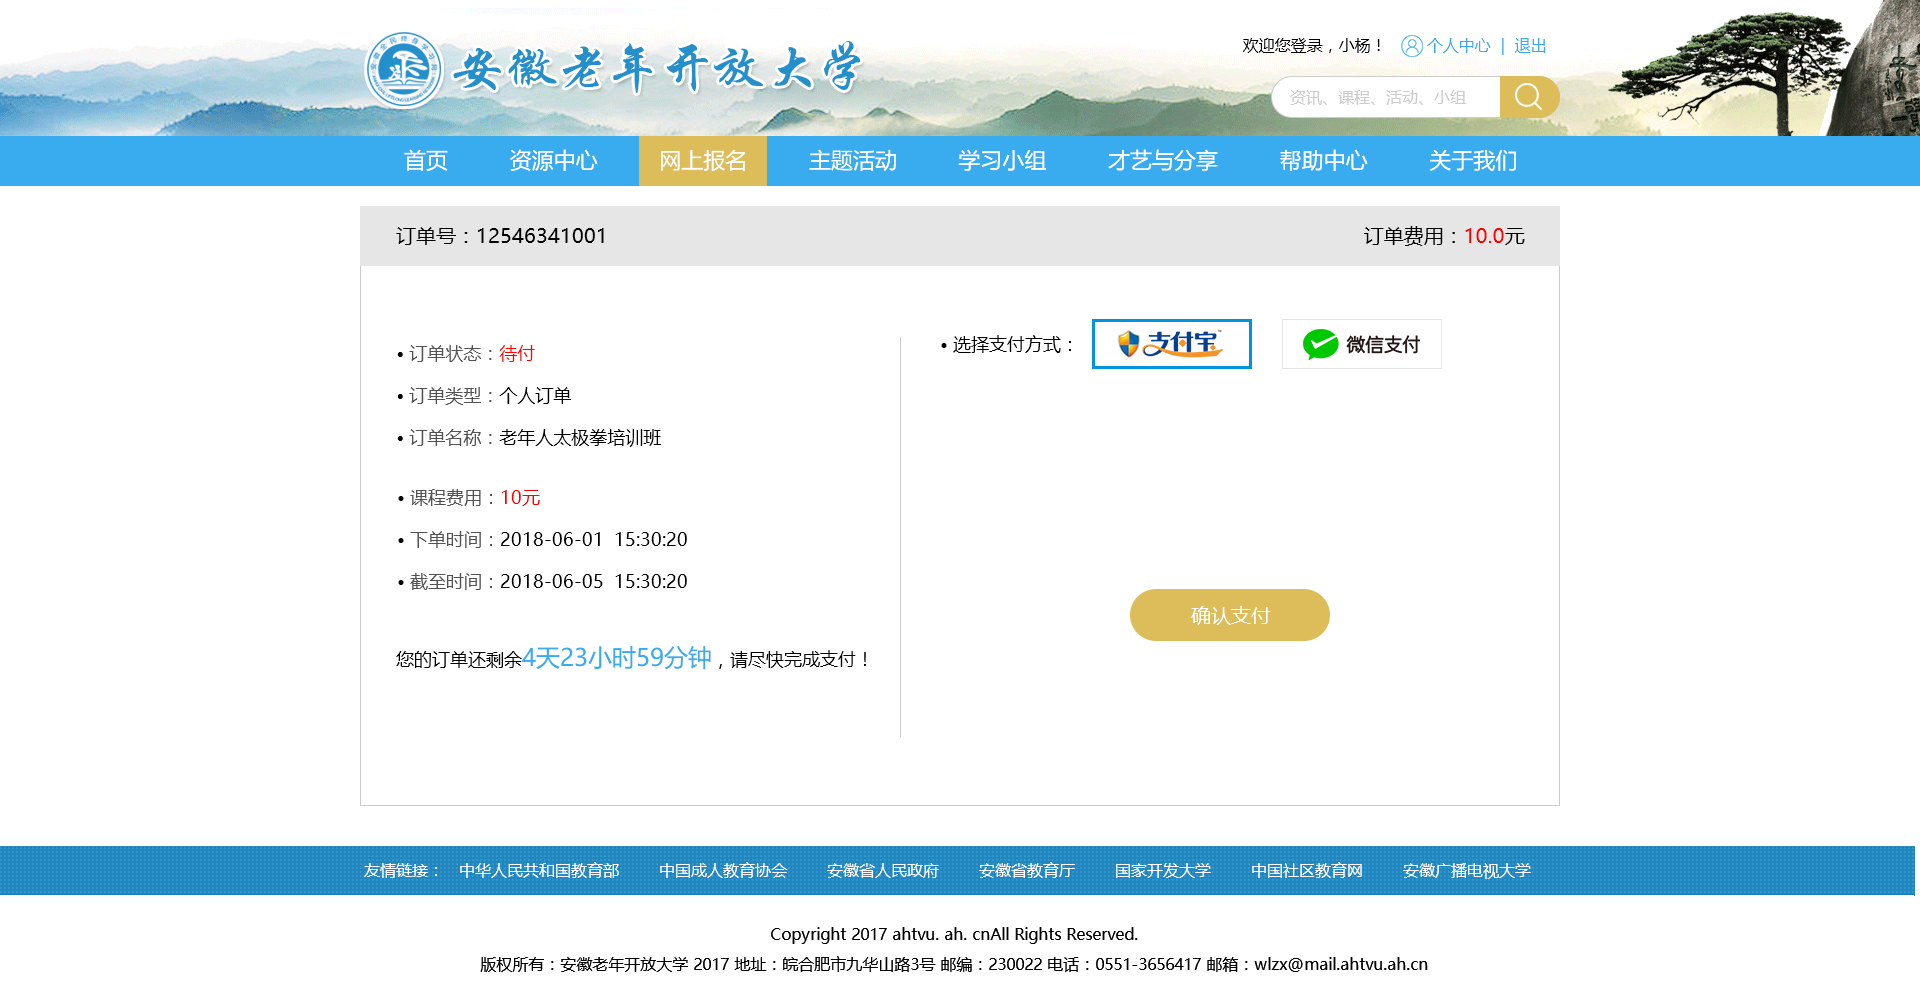 安徽老年开放大学
欢迎您登录，小杨！ 个人中心 | 退出
资讯、课程、活动、小组
首页 资源中心 网上报名 主题活动 学习小组 才艺与分享 帮助中心 关于我们
订单号：12546341001 订单费用：10.0元
• 订单状态：待付
• 订单类型：个人订单
• 订单名称：老年人太极拳培训班
• 课程费用：10元
• 下单时间：2018-06-01 15:30:20
• 截至时间：2018-06-05 15:30:20
您的订单还剩余4天23小时59分钟，请尽快完成支付！
• 选择支付方式： 支付宝 微信支付
确认支付
友情链接： 中华人民共和国教育部 中国成人教育协会 安徽省人民政府 安徽省教育厅 国家开发大学 中国社区教育网 安徽广播电视大学
Copyright 2017 ahtvu. ah. cnAll Rights Reserved.
版权所有：安徽老年开放大学 2017 地址：皖合肥市九华山路3号 邮编：230022 电话：0551-3656417 邮箱：wlzx@mail.ahtvu.ah.cn